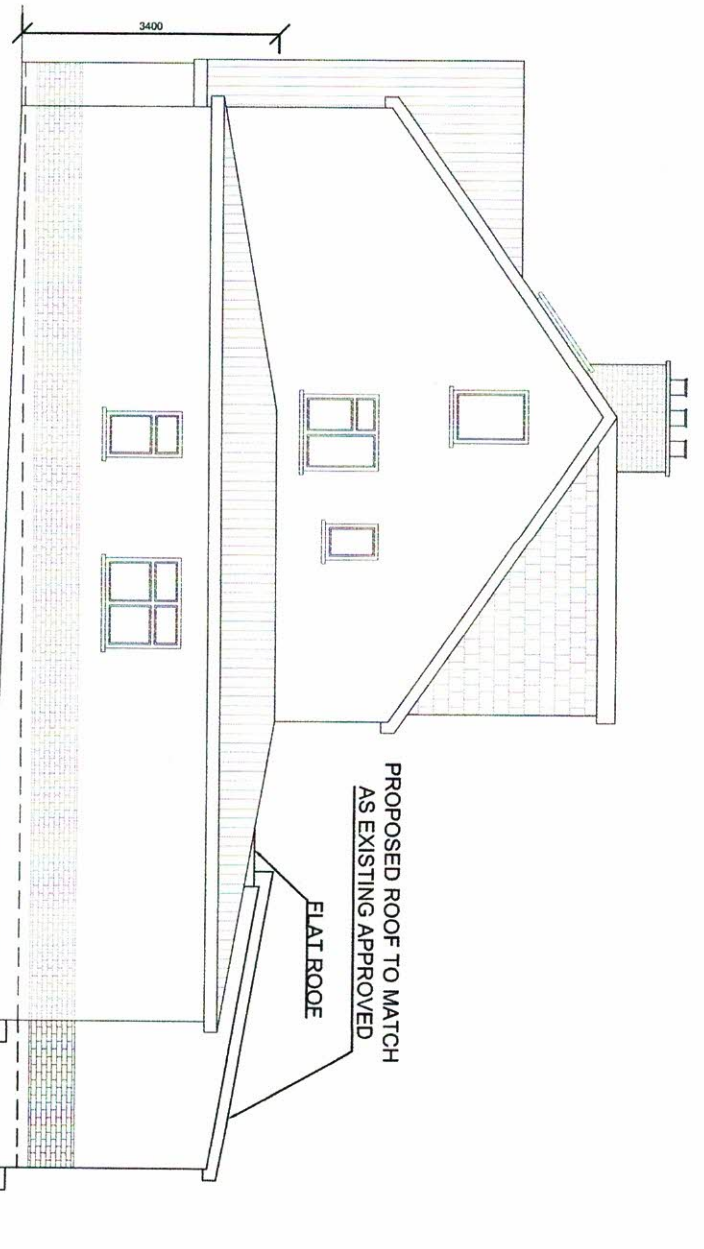 3400
PROPOSED ROOF TO MATCH
AS EXISTING APPROVED
FLAT ROOF